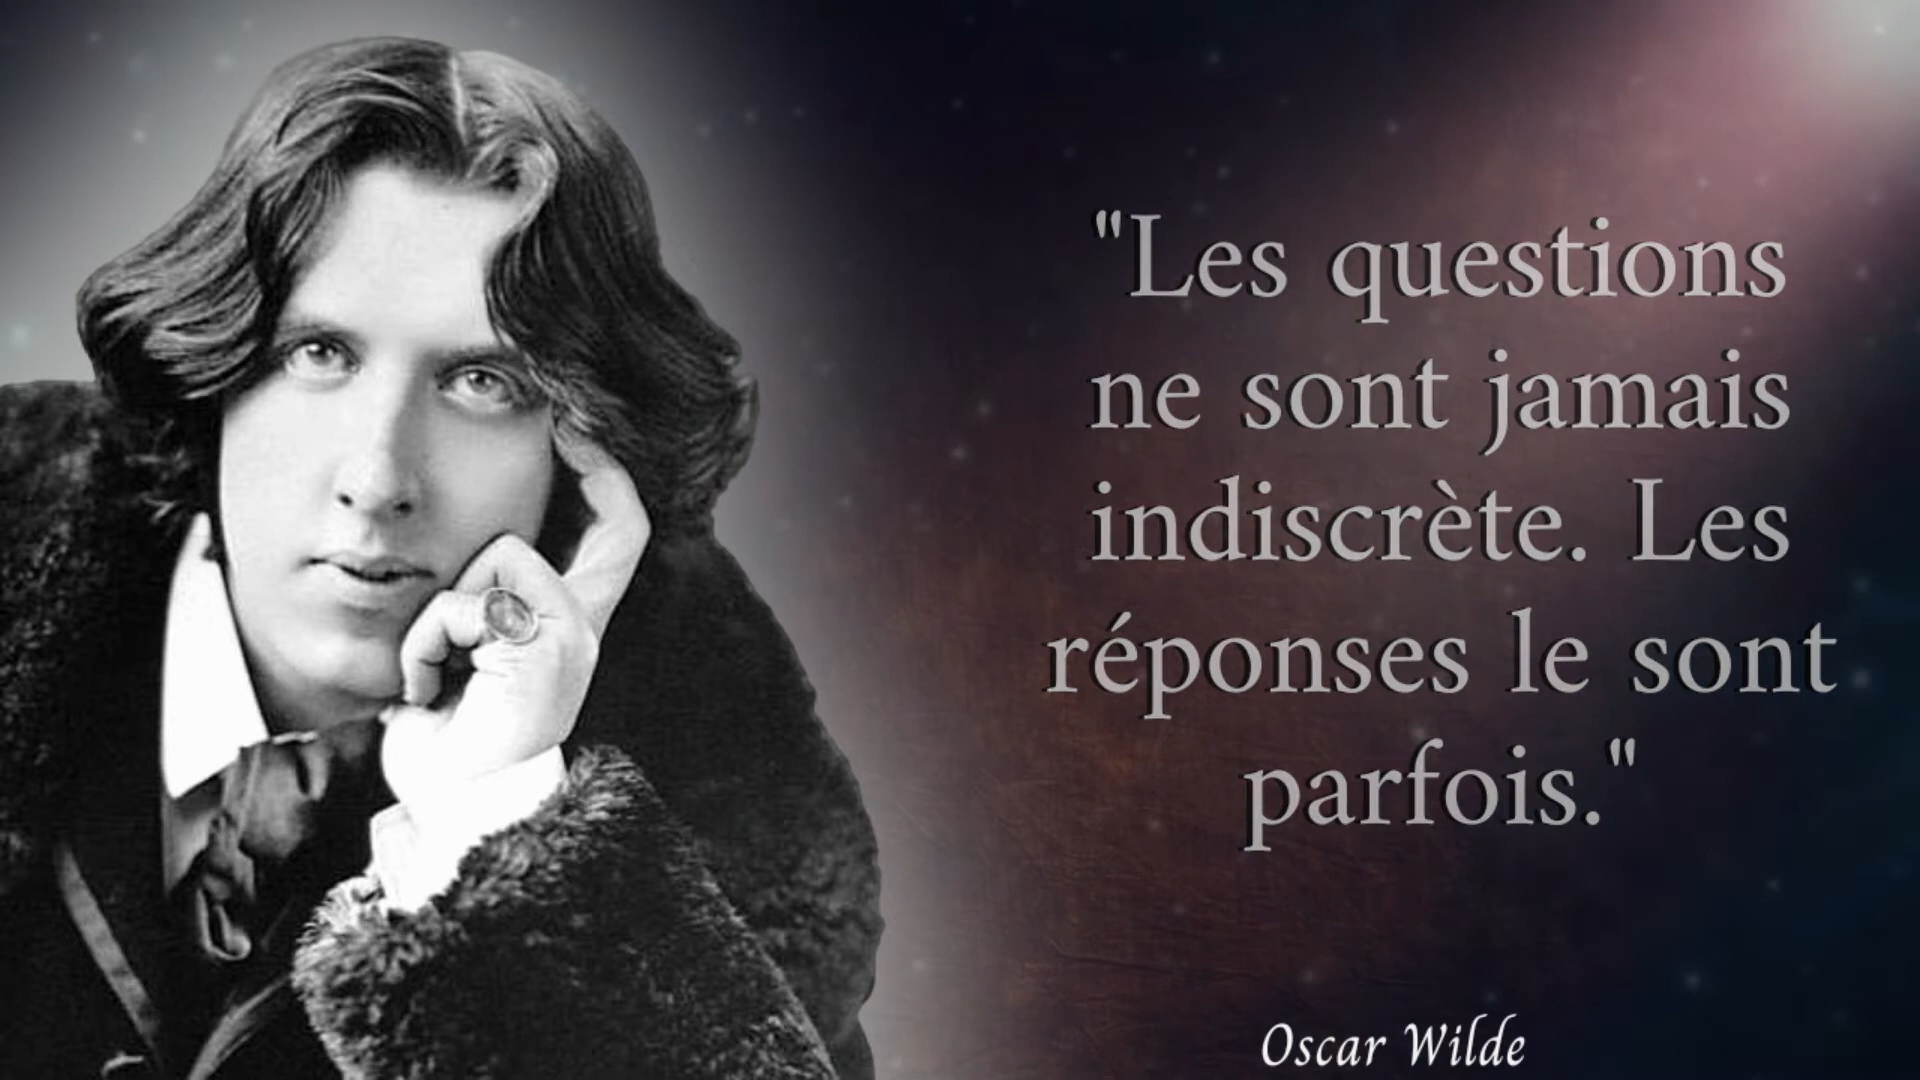 "Les questions
ne sont jamais
indiscrète. Les
réponses le sont
parfois."
Oscar Wilde